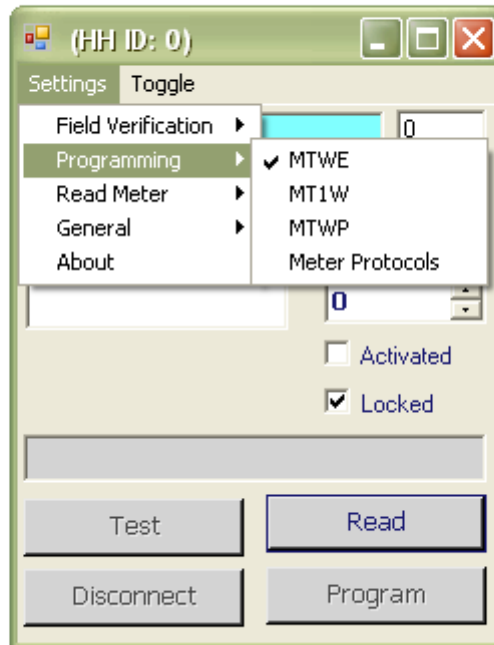 (HH ID: 0)
Settings Toggle
Field Verification
0
Programming
MTWE
Read Meter
MT1W
General
MTWP
About
Meter Protocols
0
Activated
Locked
Test
Read
Disconnect
Program